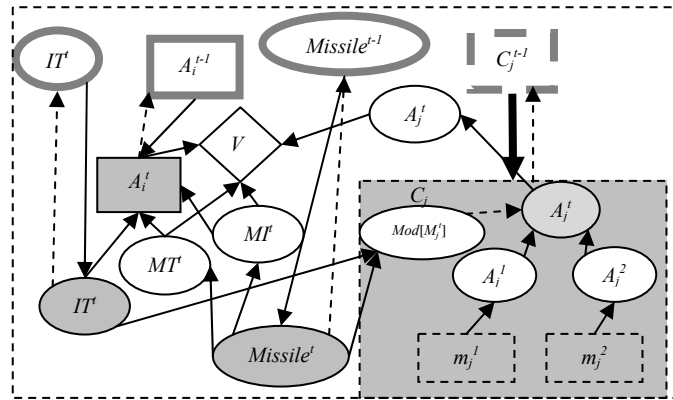 IT^t
A_i^t-1
Missile^t-1
C_j^t-1
A_j^t
V
A_i^t
C_j
A_j^t
Mod[M_j^t]
MI^t
MT^t
A_i^1
A_j^2
IT^t
Missile^t
m_j^1
m_j^2